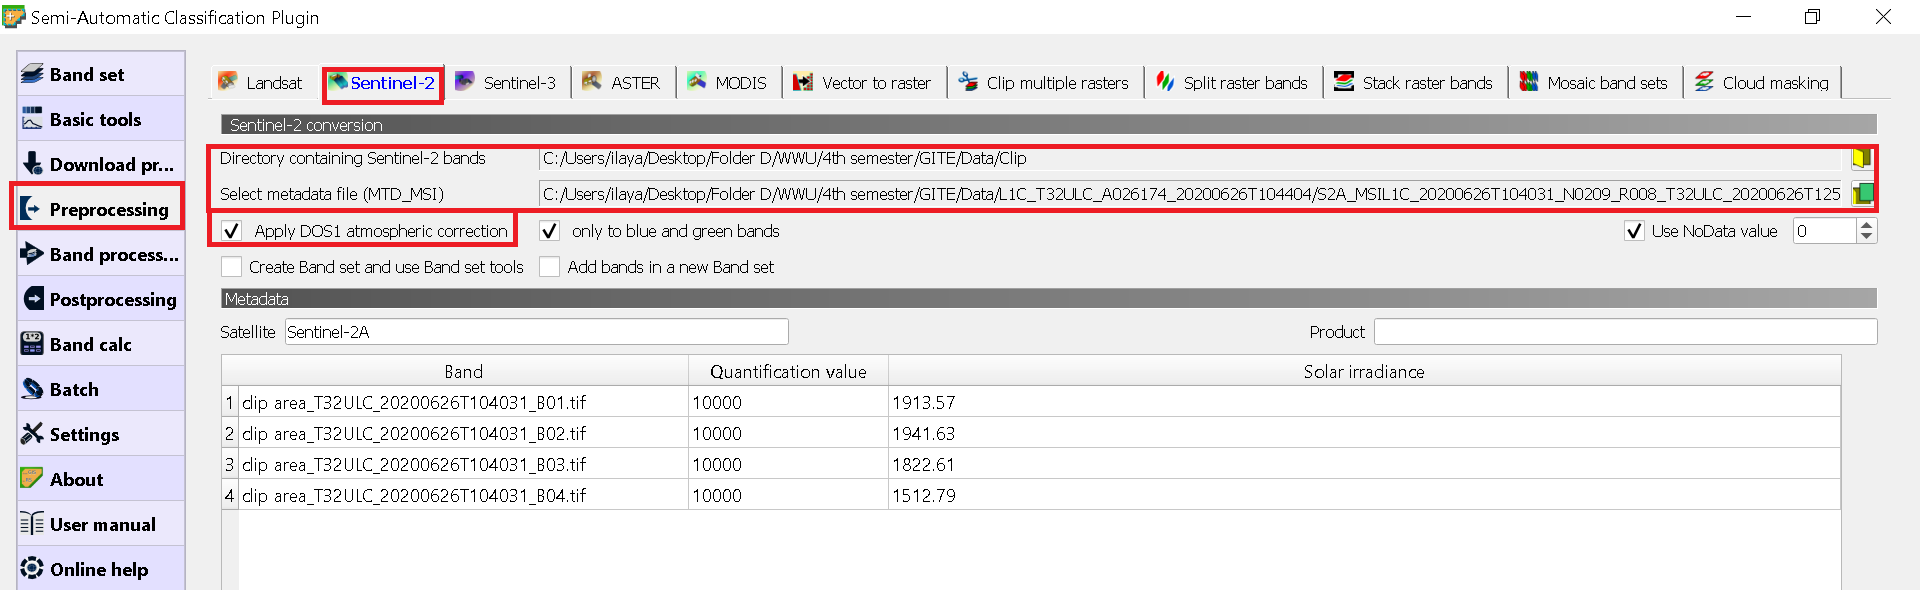 Semi-Automatic Classification Plugin
Band set
Basic tools
Download pr...
Preprocessing
Band process...
Postprocessing
Band calc
Batch
Settings
About
User manual
Online help
Landsat Sentinel-2 Sentinel-3 ASTER MODIS Vector to raster Clip multiple rasters Split raster bands Stack raster bands Mosaic band sets Cloud masking
Sentinel-2 conversion
Directory containing Sentinel-2 bands C:/Users/ilaya/Desktop/Folder D/WWU/4th semester/GITE/Data/Clip
Select metadata file (MTD_MSI) C:/Users/ilaya/Desktop/Folder D/WWU/4th semester/GITE/Data/L1C_T32ULC_A026174_20200626T104404/S2A_MSIL1C_20200626T104031_N0209_R008_T32ULC_20200626T125
Apply DOS1 atmospheric correction only to blue and green bands Use NoData value 0
Create Band set and use Band set tools Add bands in a new Band set
Metadata
Satellite Sentinel-2A Product
Band Quantification value Solar irradiance
1 clip area_T32ULC_20200626T104031_B01.tif 10000 1913.57
2 clip area_T32ULC_20200626T104031_B02.tif 10000 1941.63
3 clip area_T32ULC_20200626T104031_B03.tif 10000 1822.61
4 clip area_T32ULC_20200626T104031_B04.tif 10000 1512.79